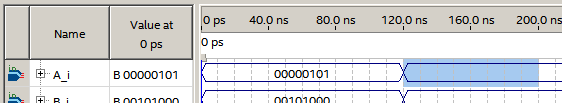 Name
Value at
0 ps
0 ps 40.0 ns 80.0 ns 120.0 ns 160.0 ns 200.0 n
0 ps
A_i B 00000101 00000101
B_i B 00101000 00101000